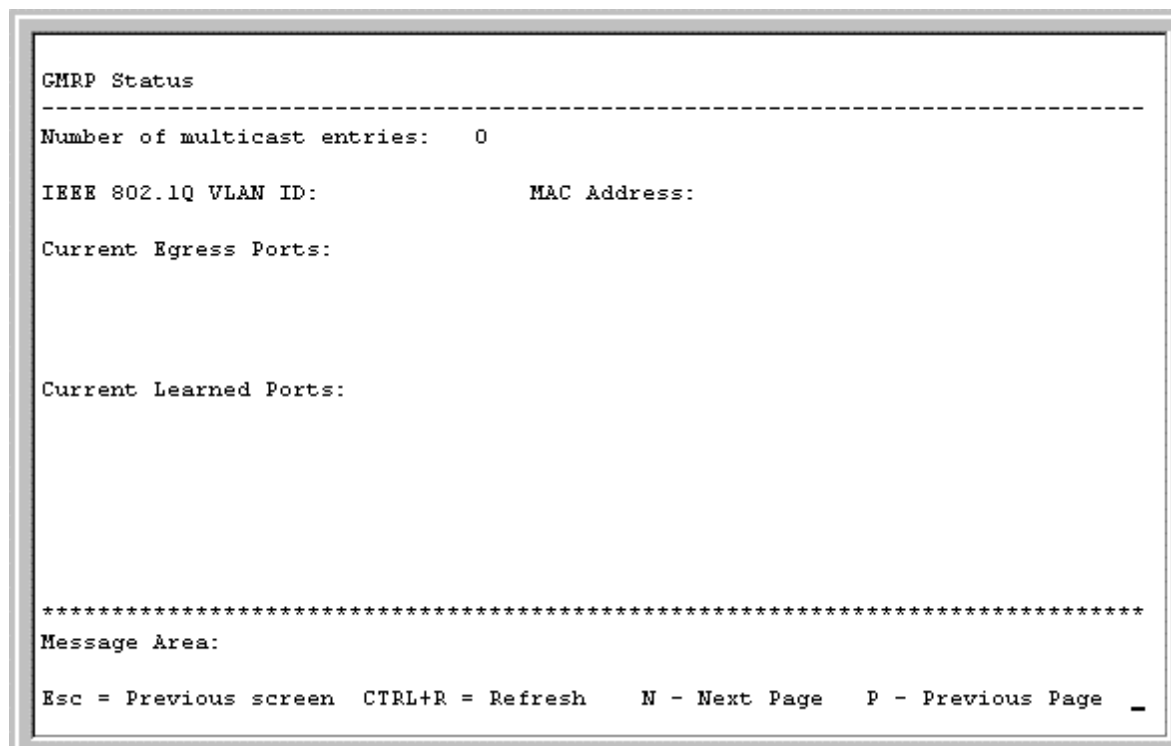 GMRP Status
--------------------------------------------------------------------------------
Number of multicast entries:   0
IEEE 802.1Q VLAN ID:               MAC Address:
Current Egress Ports:
Current Learned Ports:
********************************************************************************
Message Area:
Esc = Previous screen  CTRL+R = Refresh    N - Next Page   P - Previous Page  _